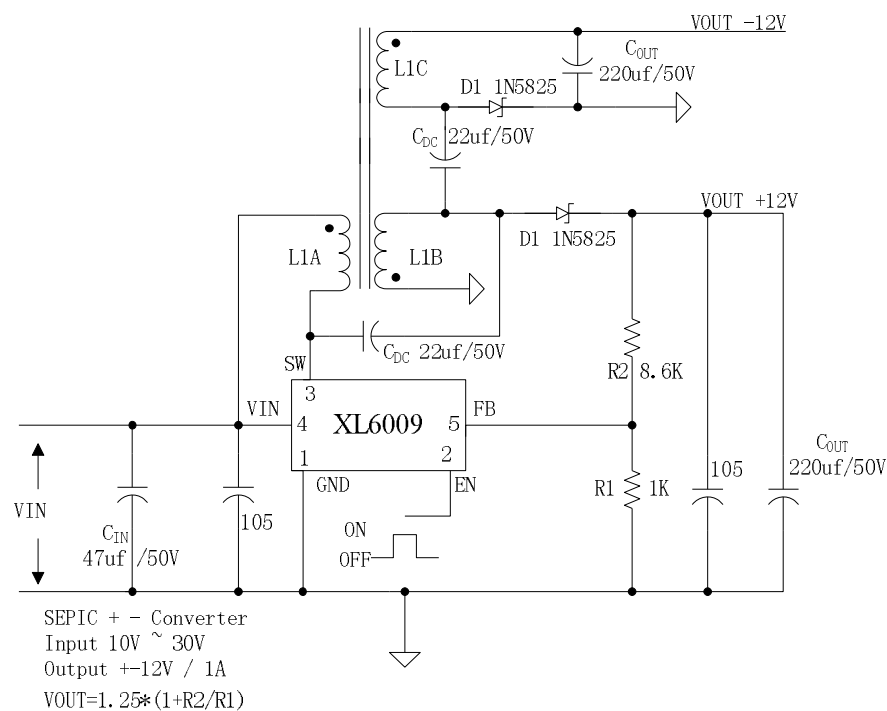 VOUT -12V
COUT
220uf/50V
L1C
D1 1N5825
CDC 22uf/50V
VOUT +12V
D1 1N5825
L1A
L1B
CDC 22uf/50V
SW
3
R2 8.6K
VIN
4
XL6009
5
FB
1
2
GND
EN
COUT
220uf/50V
105
R1
1K
VIN
105
CIN
47uf /50V
ON
OFF
SEPIC + - Converter
Input 10V ~ 30V
Output +-12V / 1A
VOUT=1.25*(1+R2/R1)